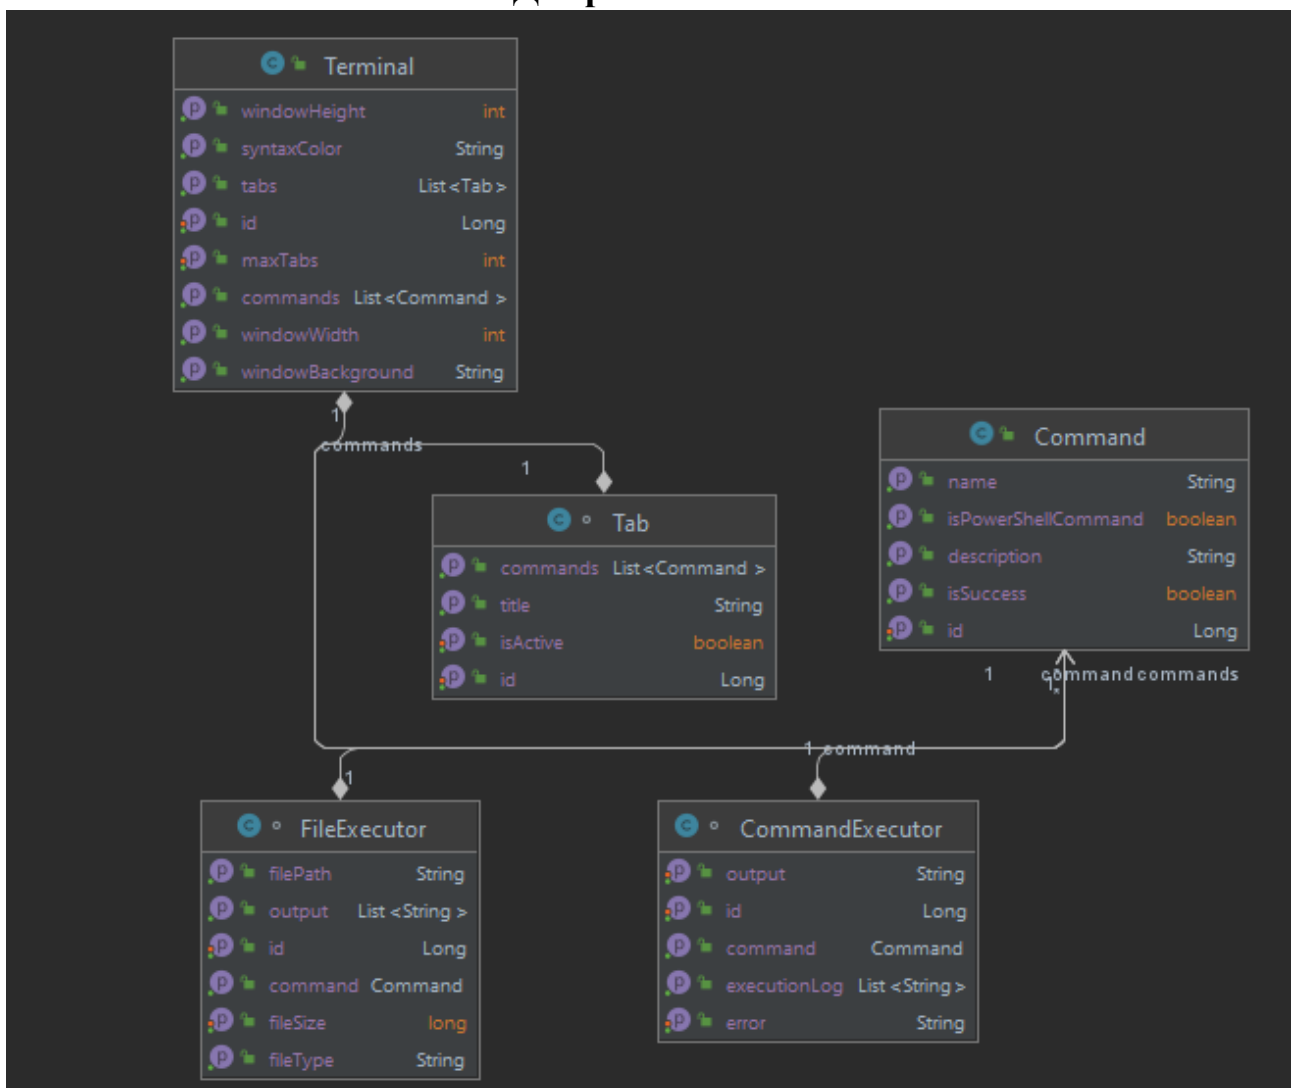 Terminal
windowHeight int
syntaxColor String
tabs List<Tab>
id Long
maxTabs int
commands List<Command>
windowWidth int
windowBackground String
1
commands
1
Tab
commands List<Command>
title String
isActive boolean
id Long
Command
name String
isPowerShellCommand boolean
description String
isSuccess boolean
id Long
1 command commands
1 command
1
FileExecutor
filePath String
output List<String>
id Long
command Command
fileSize long
fileType String
CommandExecutor
output String
id Long
command Command
executionLog List<String>
error String